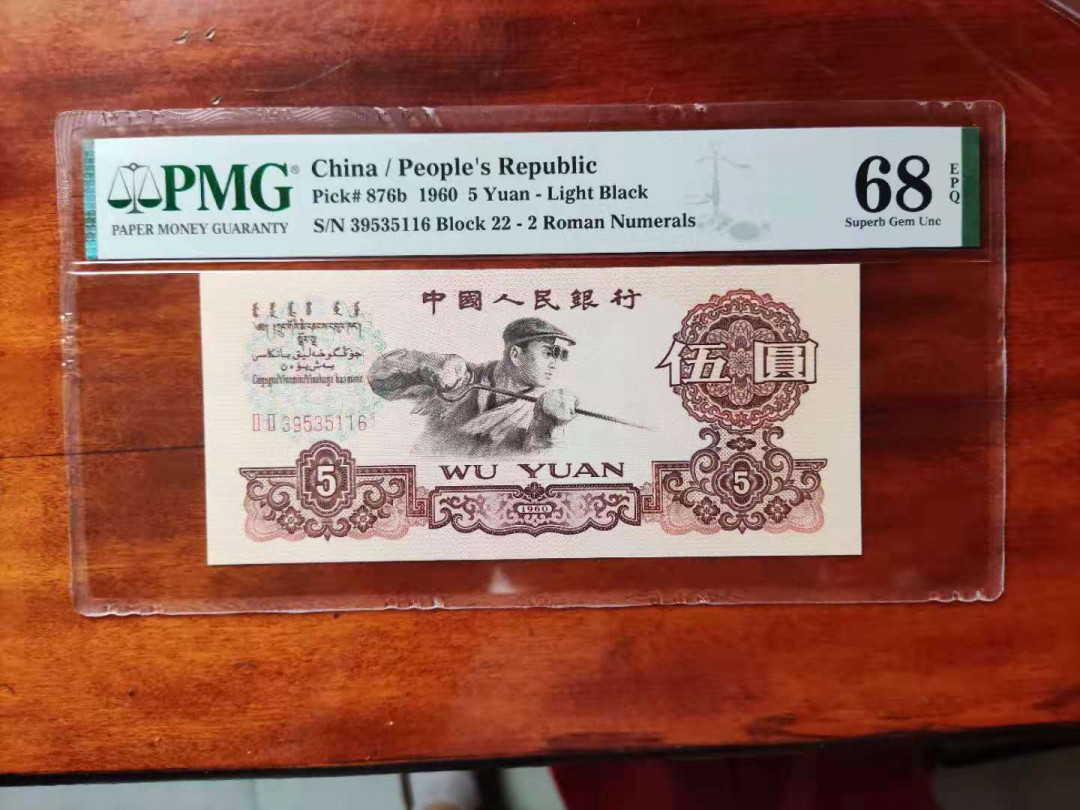 PMG®
PAPER MONEY GUARANTY
China / People's Republic
Pick# 876b 1960 5 Yuan - Light Black
S/N 39535116 Block 22 - 2 Roman Numerals
68
EPQ
Superb Gem Unc
中國人民銀行
伍圓
II II 39535116
WU YUAN
5
1960
5